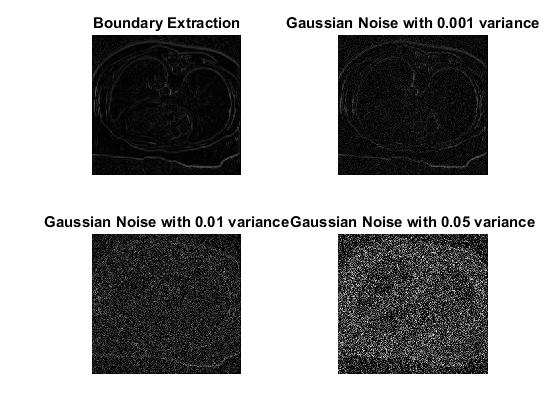 Boundary Extraction
Gaussian Noise with 0.001 variance
Gaussian Noise with 0.01 variance
Gaussian Noise with 0.05 variance